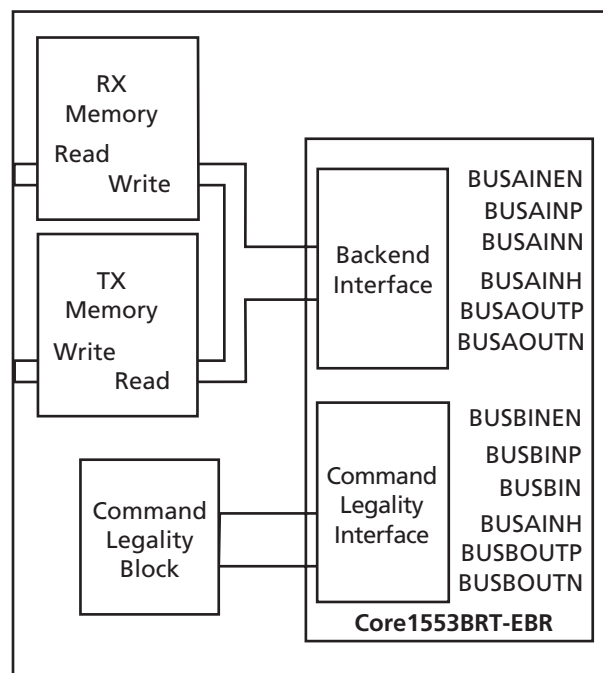 RX
Memory
Read
Write
TX
Memory
Write
Read
Command
Legality
Block
Backend
Interface
Command
Legality
Interface
BUSAINEN
BUSAINP
BUSAINN
BUSAINH
BUSAOUTP
BUSAOUTN
BUSBINEN
BUSBINP
BUSBIN
BUSAINH
BUSBOUTP
BUSBOUTN
Core1553BRT-EBR